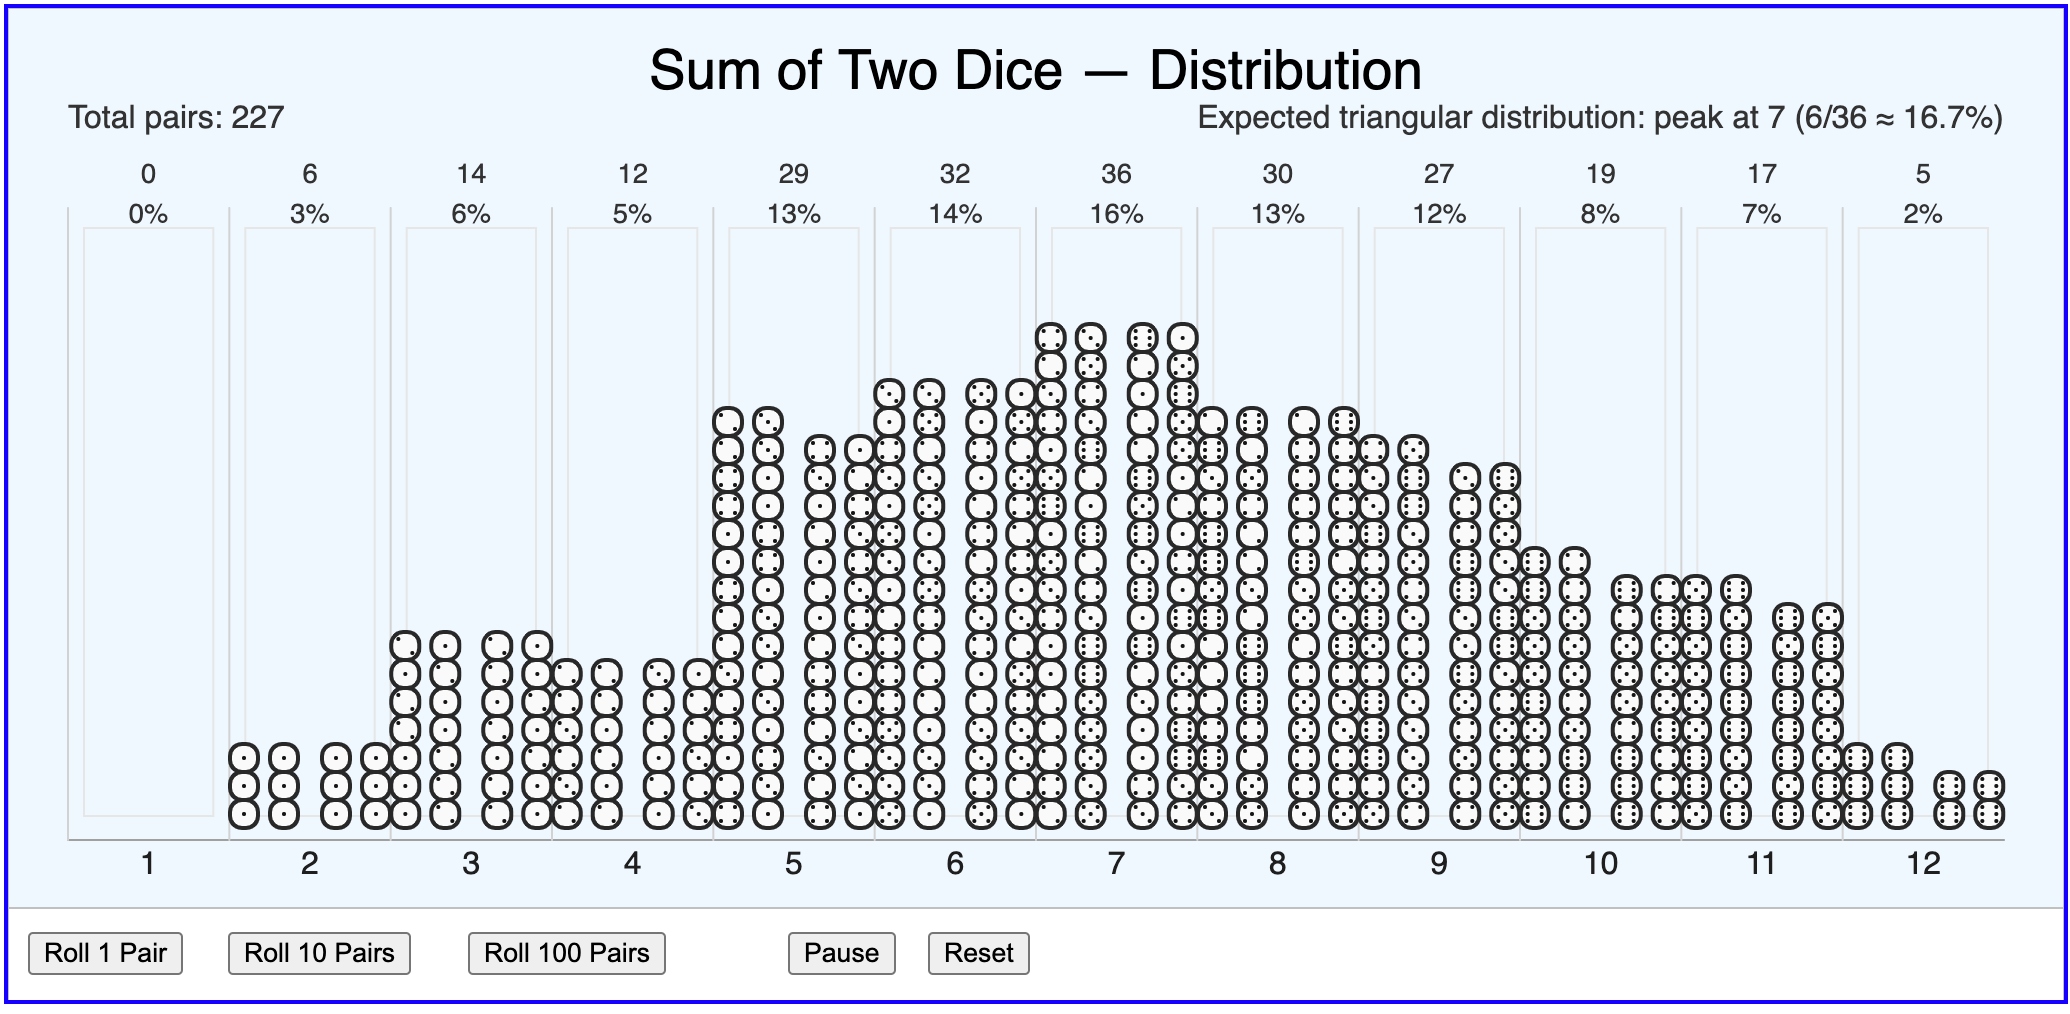 Sum of Two Dice — Distribution
Total pairs: 227 Expected triangular distribution: peak at 7 (6/36 ≈ 16.7%)
0 6 14 12 29 32 36 30 27 19 17 5
0% 3% 6% 5% 13% 14% 16% 13% 12% 8% 7% 2%
1 2 3 4 5 6 7 8 9 10 11 12
Roll 1 Pair Roll 10 Pairs Roll 100 Pairs Pause Reset